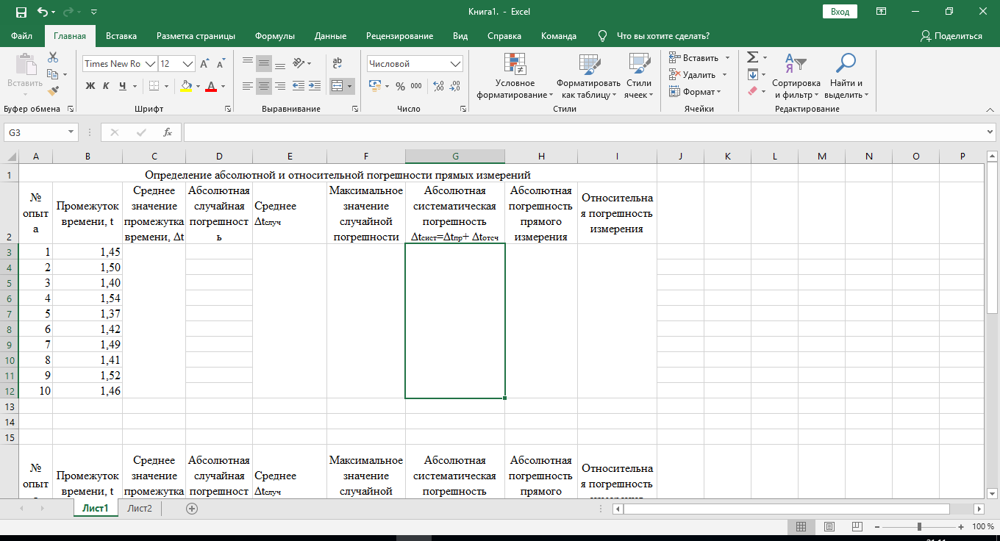 Книга1. - Excel
Вход
Файл Главная Вставка Разметка страницы Формулы Данные Рецензирование Вид Справка Команда Что вы хотите сделать? Поделиться
Вставить
Буфер обмена
Times New Ro 12
Ж К Ч
Шрифт
ab
Выравнивание
Числовой
% 000
Число
Условное форматирование
Форматировать как таблицу
Стили ячеек
Стили
Вставить
Удалить
Формат
Ячейки
Сортировка и фильтр
Найти и выделить
Редактирование
G3
fx
A B C D E F G H I J K L M N O P
1 Определение абсолютной и относительной погрешности прямых измерений
2
№ опыта
Промежуток времени, t
Среднее значение промежутка времени, Δt
Абсолютная случайная погрешность
Среднее Δtслуч
Максимальное значение случайной погрешности
Абсолютная систематическая погрешность Δtсист=Δtпр+ Δtотсч
Абсолютная погрешность прямого измерения
Относительная погрешность измерения
3 1 1,45
4 2 1,50
5 3 1,40
6 4 1,54
7 5 1,37
8 6 1,42
9 7 1,49
10 8 1,41
11 9 1,52
12 10 1,46
13
14
15
№ опыт
Промежуток времени, t
Среднее значение промежутка
Абсолютная случайная погрешност
Среднее Δtслуч
Максимальное значение случайной
Абсолютная систематическая погрешность
Абсолютная погрешность прямого
Относительная погрешность
Лист1 Лист2
100 %